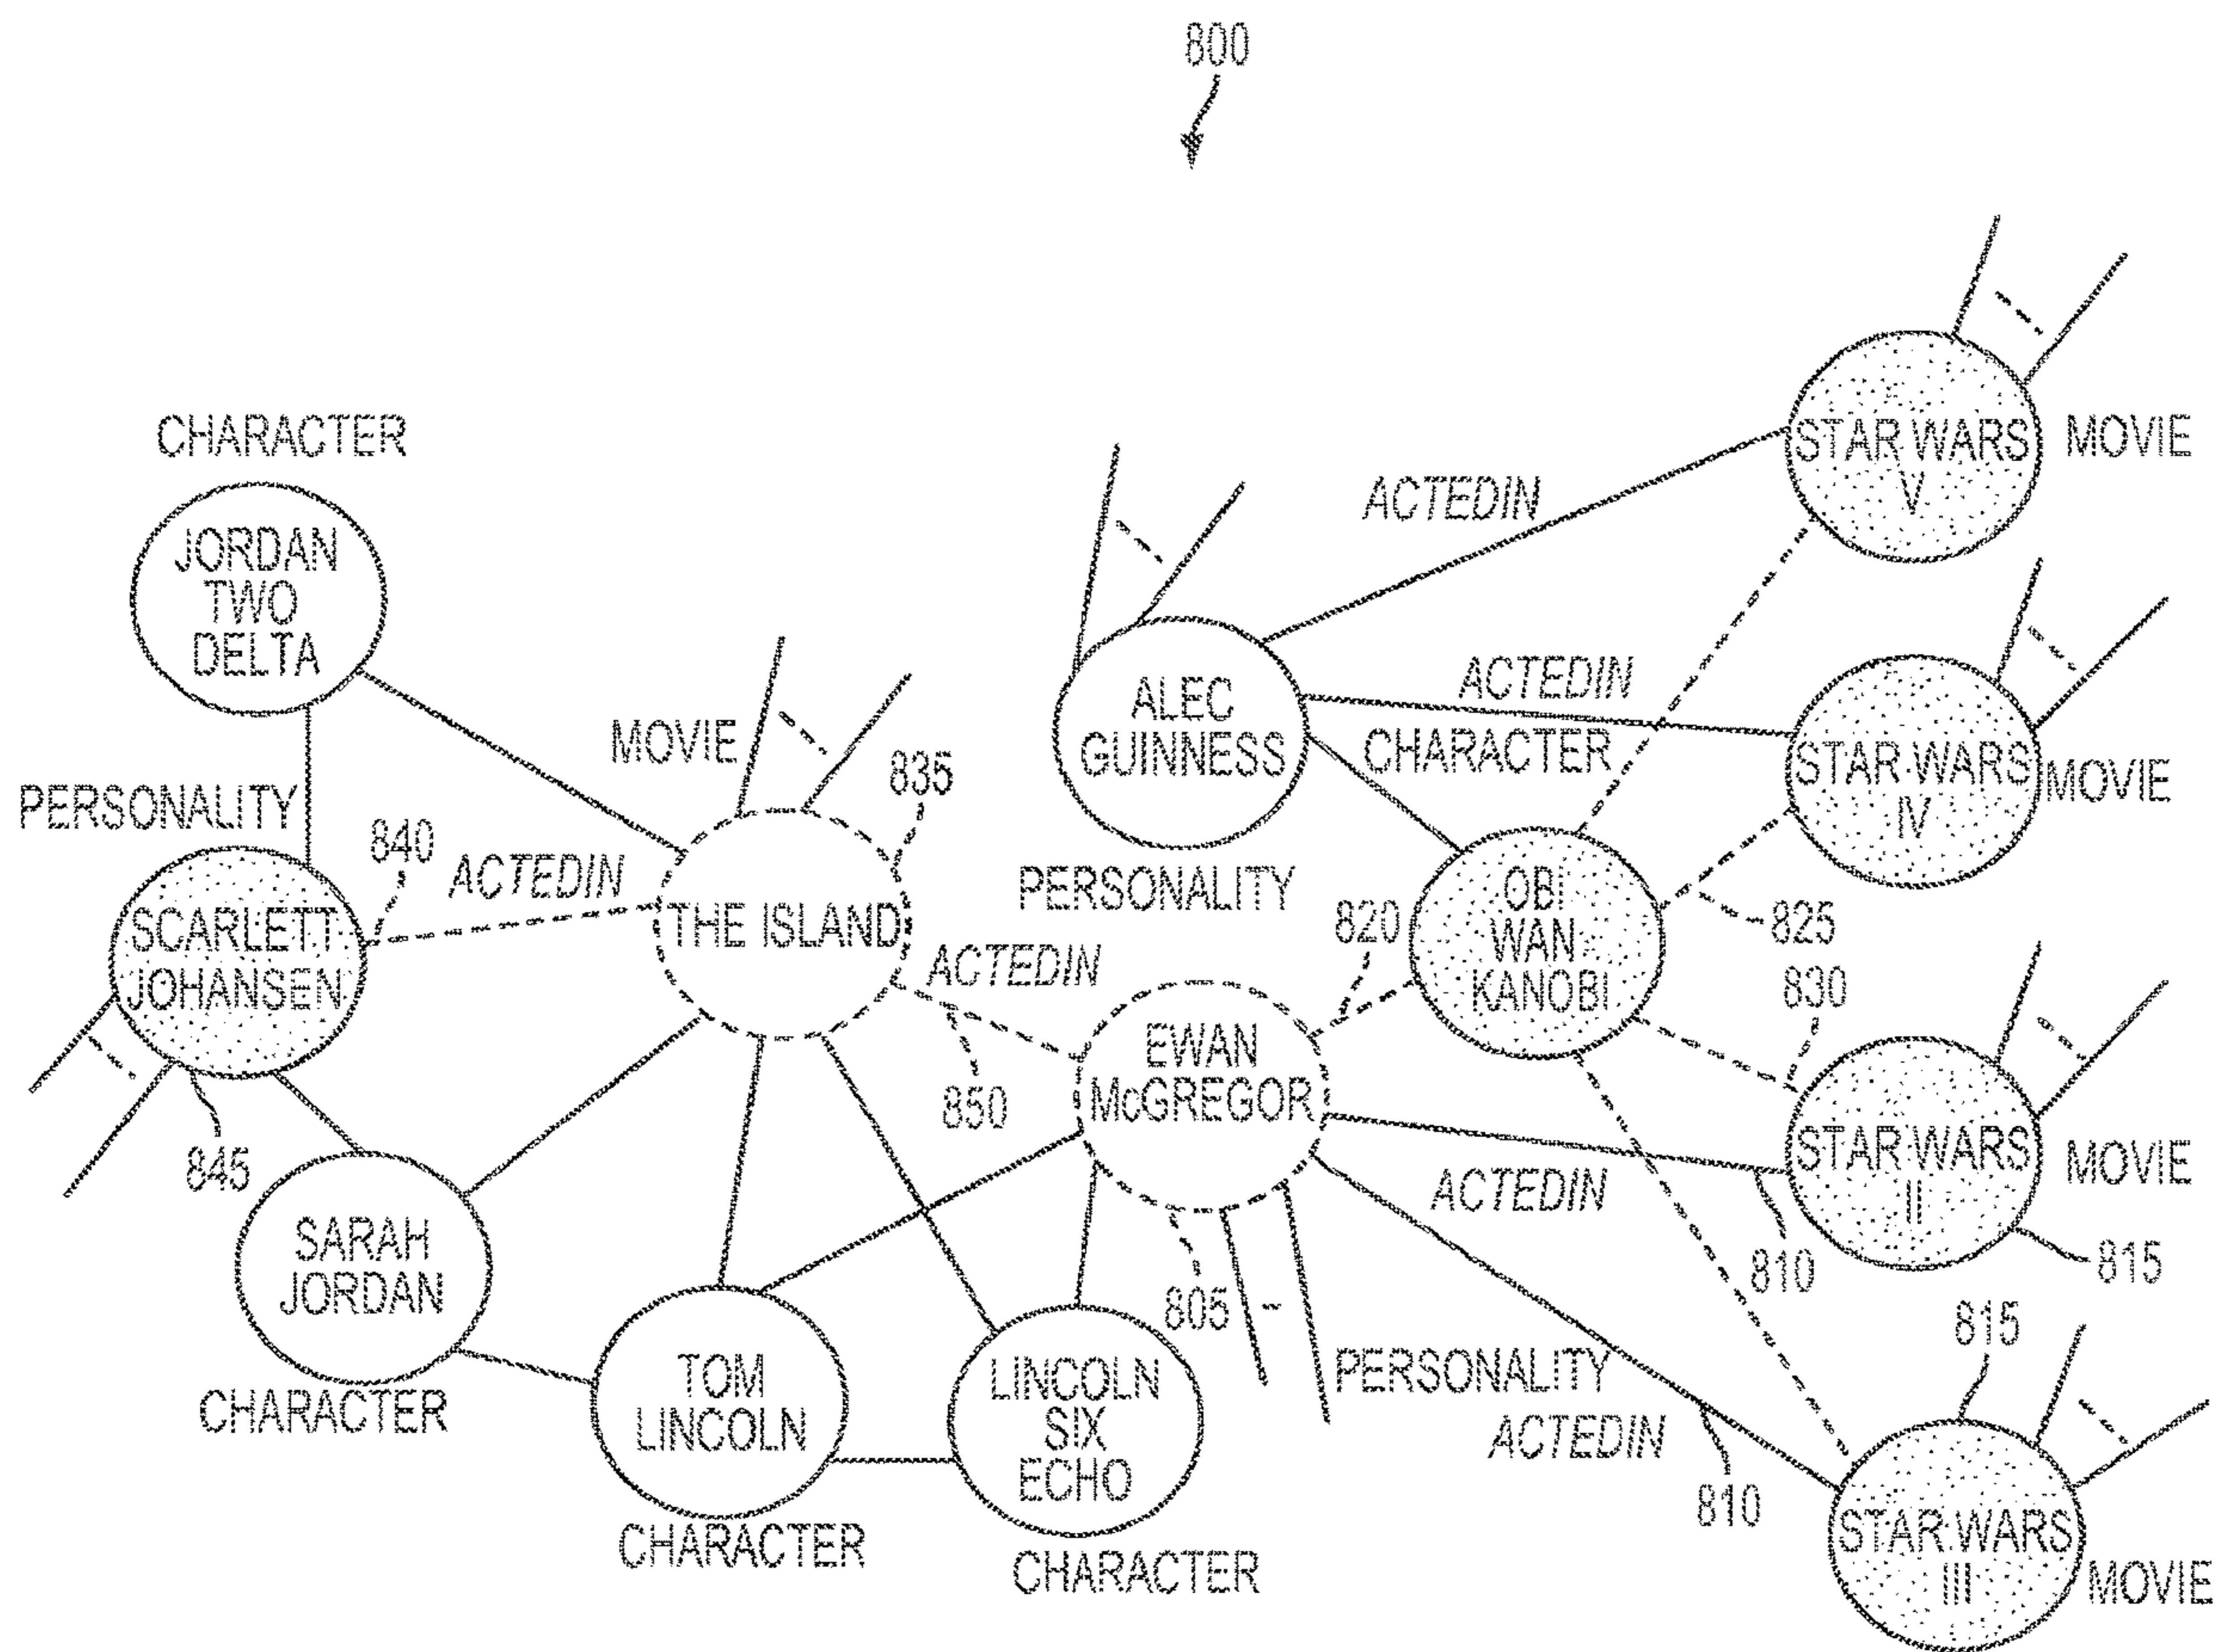 800
CHARACTER
JORDAN
TWO
DELTA
PERSONALITY
840
ACTEDIN
SCARLETT
JOHANSEN
845
MOVIE
835
THE ISLAND
ACTEDIN
850
SARAH
JORDAN
CHARACTER
TOM
LINCOLN
CHARACTER
LINCOLN
SIX
ECHO
CHARACTER
ALEC
GUINNESS
PERSONALITY
ACTEDIN
ACTEDIN
CHARACTER
OBI
WAN
KANOBI
820
825
830
EWAN
McGREGOR
805
PERSONALITY
ACTEDIN
810
ACTEDIN
810
STAR WARS
V
MOVIE
STAR WARS
IV
MOVIE
STAR WARS
II
MOVIE
815
815
STAR WARS
III
MOVIE